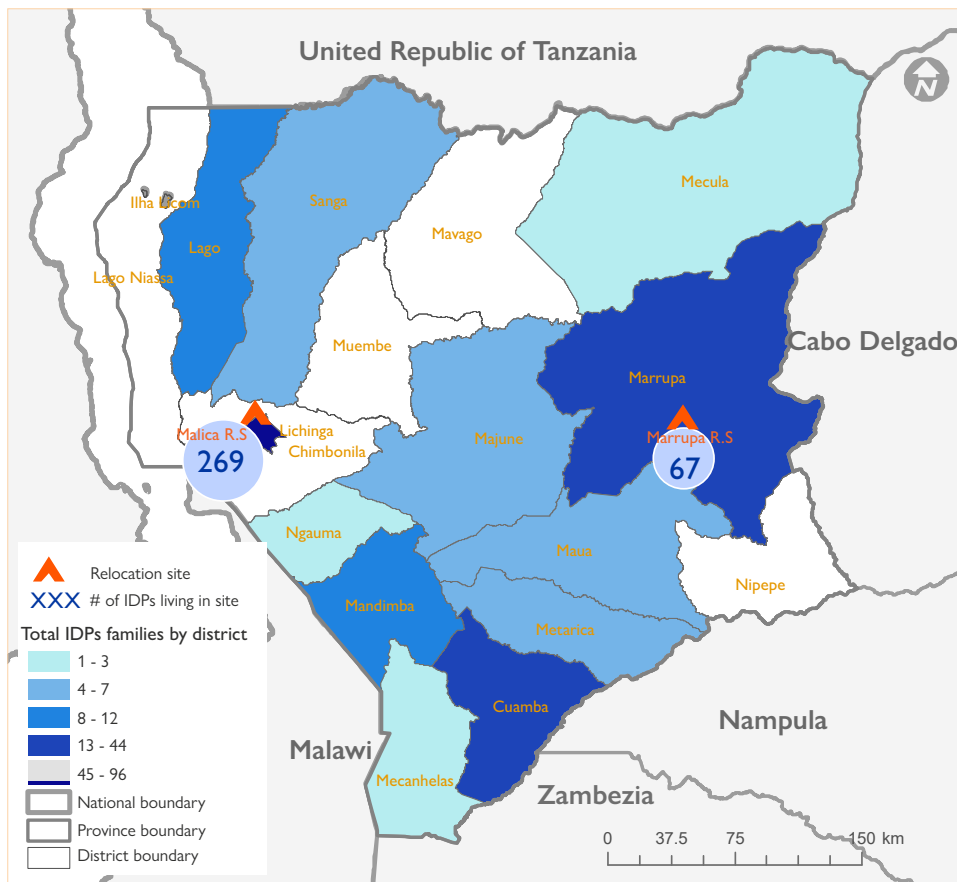 United Republic of Tanzania
N
Mecula
Ilha Licom
Sanga
Mavago
Lago
Lago Niassa
Muembe
Cabo Delgado
Marrupa
Malica R.S
Lichinga
Majune
Marrupa R.S
Chimbonila
269
67
Ngauma
Maua
Nipepe
Mandimba
Metarica
Cuamba
Nampula
Malawi
Mecanhelas
Zambezia
Relocation site
XXX # of IDPs living in site
Total IDPs families by district
1 - 3
4 - 7
8 - 12
13 - 44
45 - 96
National boundary
Province boundary
District boundary
0 37.5 75 150 km